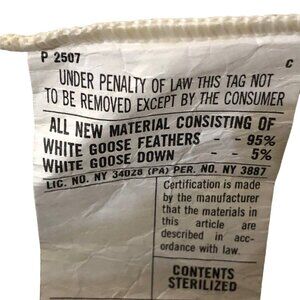 P 2507 C
UNDER PENALTY OF LAW THIS TAG NOT
TO BE REMOVED EXCEPT BY THE CONSUMER
ALL NEW MATERIAL CONSISTING OF
WHITE GOOSE FEATHERS - - 95%
WHITE GOOSE DOWN - - 5%
LIC. NO. NY 34028 (PA) PER. NO. NY 3887
Certification is made
by the manufacturer
that the materials in
this article are
described in acc-
ordance with law.
CONTENTS
STERILIZED